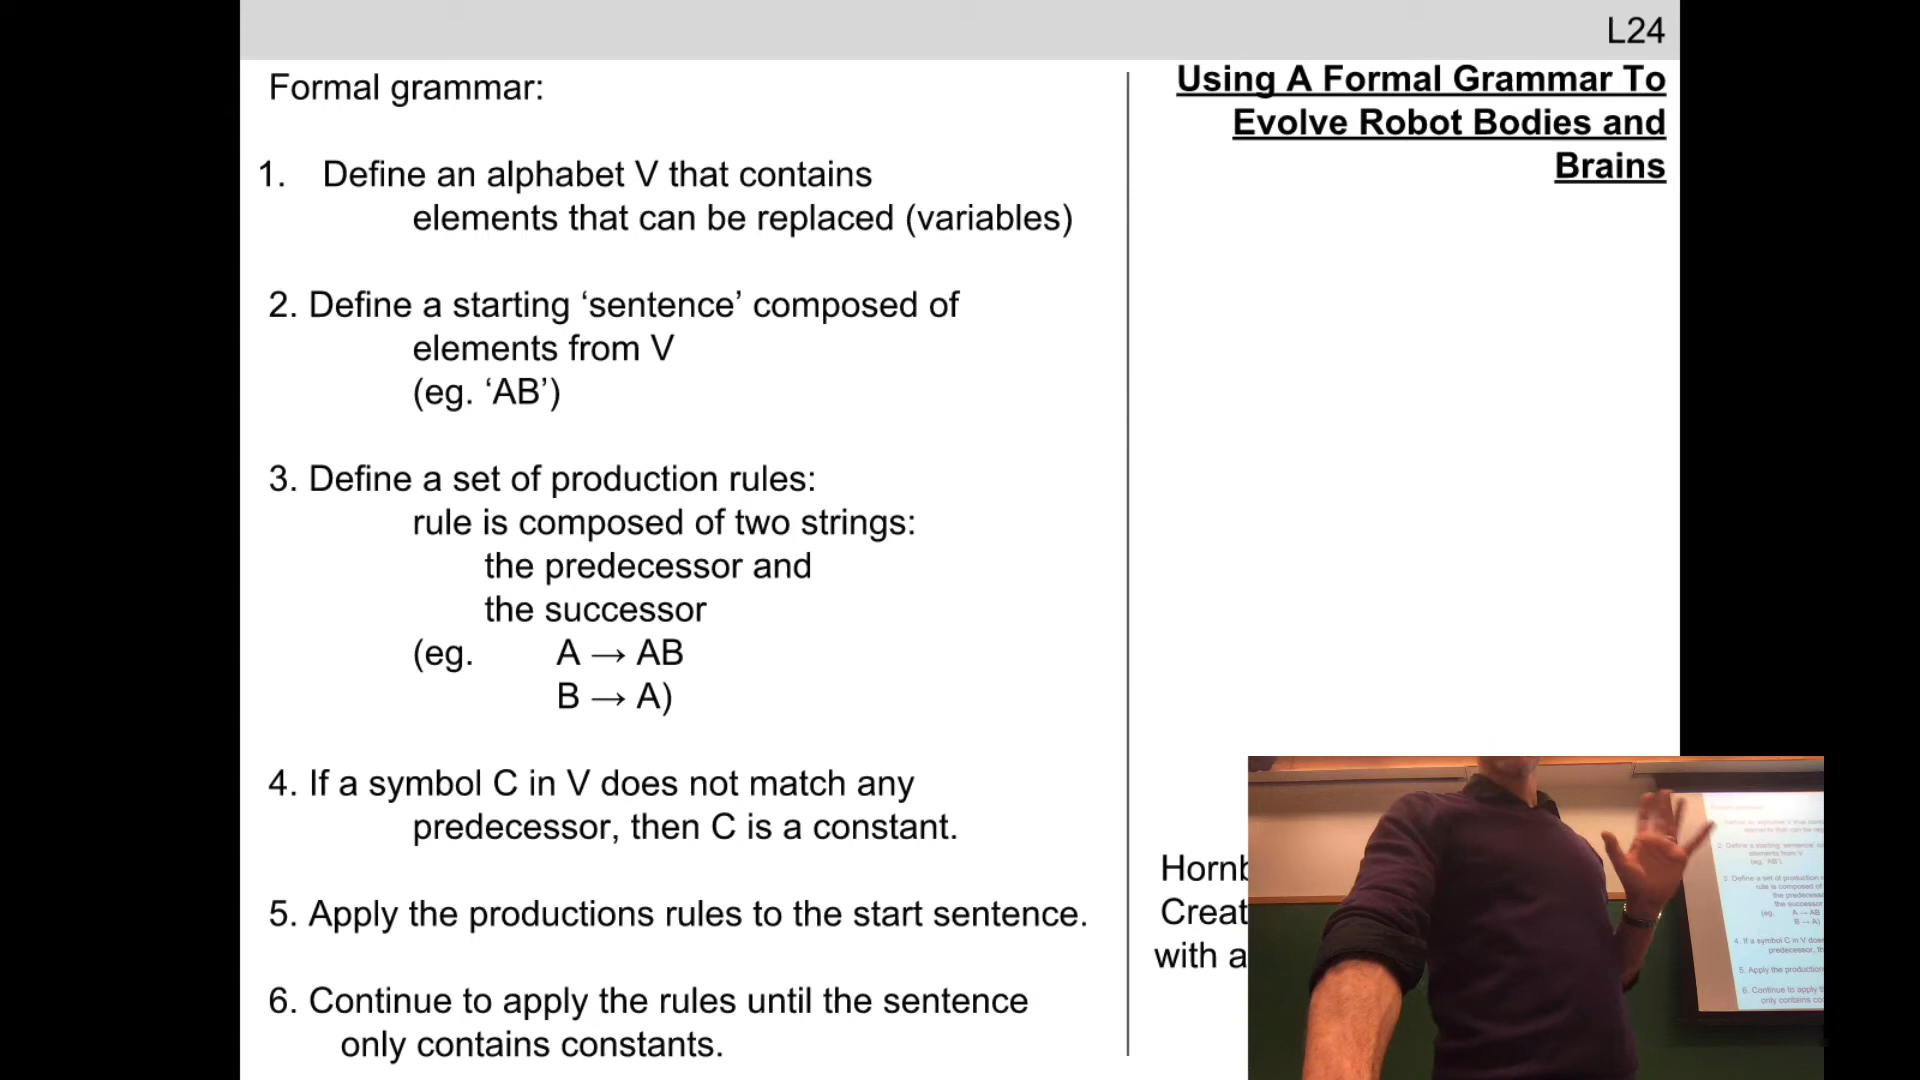 L24
Formal grammar:
1. Define an alphabet V that contains
elements that can be replaced (variables)
2. Define a starting ‘sentence’ composed of
elements from V
(eg. ‘AB’)
3. Define a set of production rules:
rule is composed of two strings:
the predecessor and
the successor
(eg. A → AB
B → A)
4. If a symbol C in V does not match any
predecessor, then C is a constant.
5. Apply the productions rules to the start sentence.
6. Continue to apply the rules until the sentence
only contains constants.
Using A Formal Grammar To
Evolve Robot Bodies and
Brains
with a